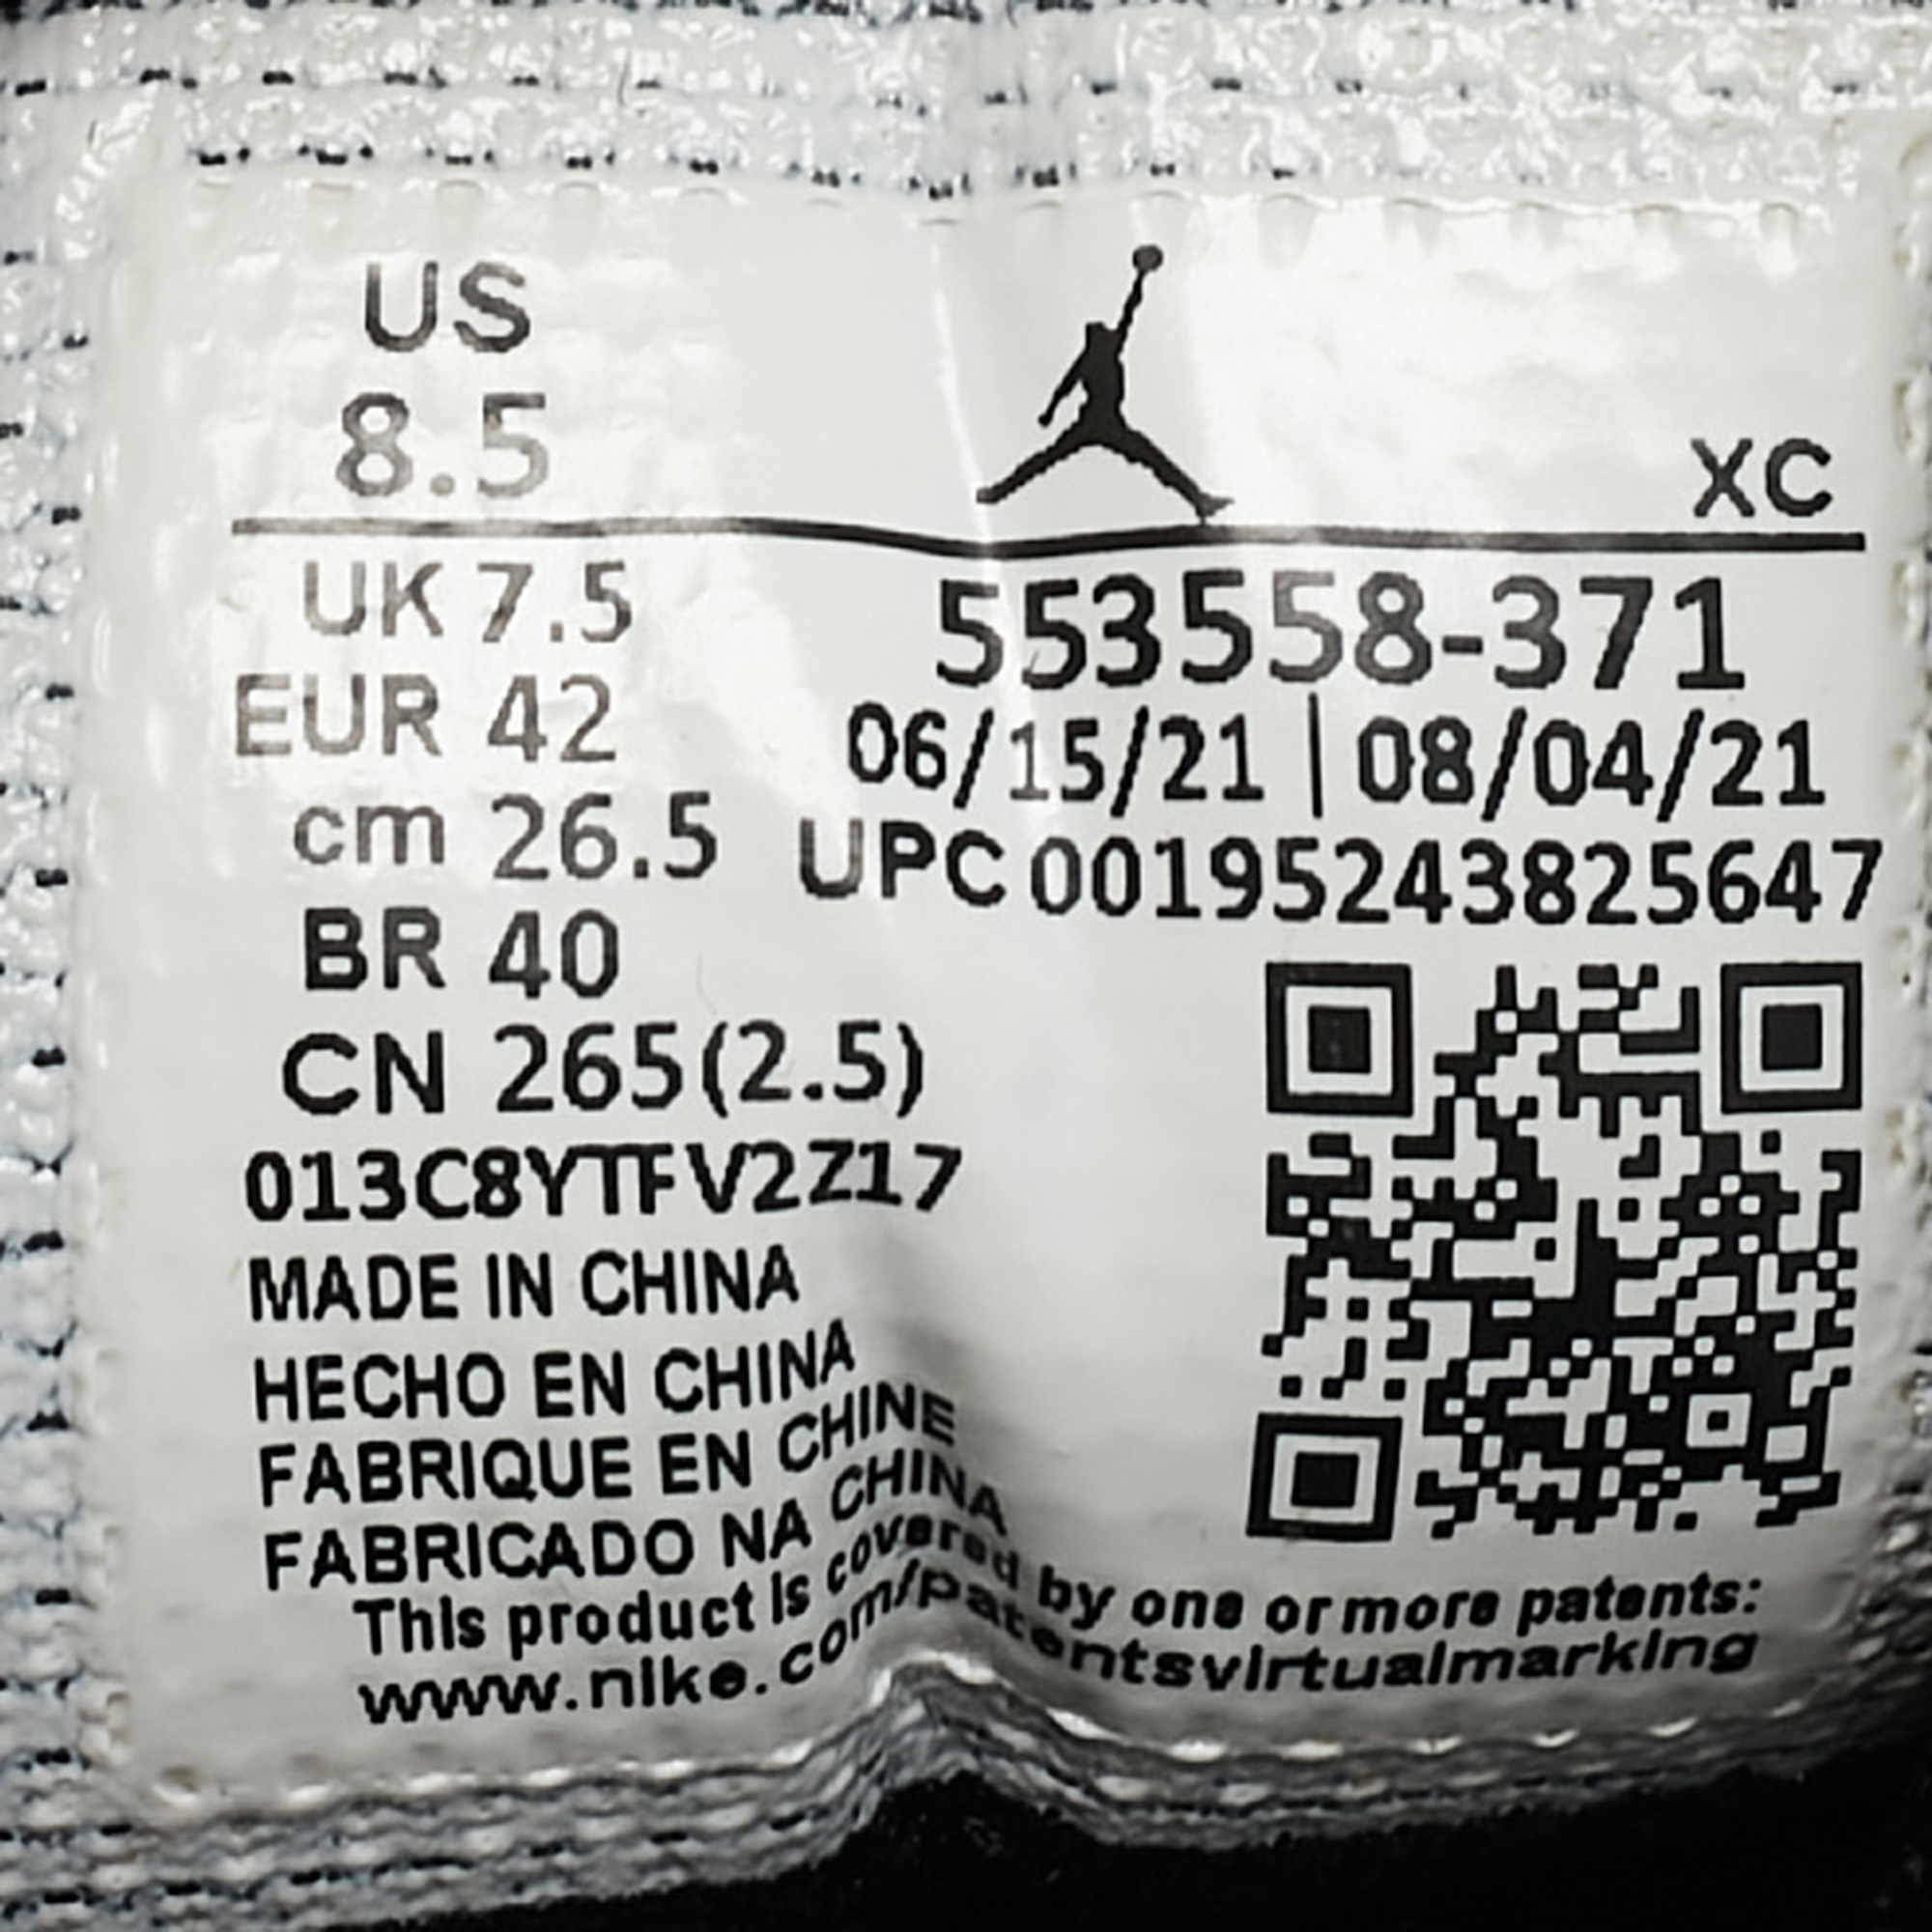 US
8.5
XC
UK 7.5
EUR 42
cm 26.5
BR 40
CN 265(2.5)
553558-371
06/15/21 | 08/04/21
UPC 00195243825647
013C8YTFV2Z17
MADE IN CHINA
HECHO EN CHINA
FABRIQUE EN CHINE
FABRICADO NA CHINA
This product is covered by one or more patents:
www.nike.com/patentsvirtualmarking